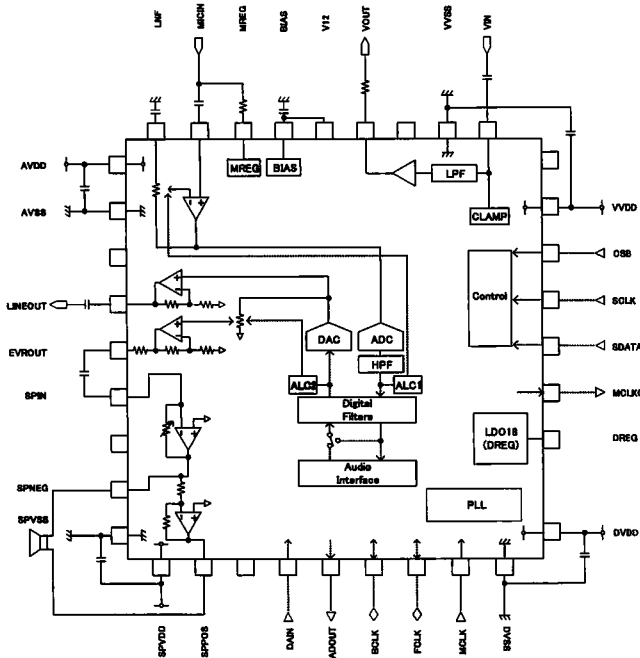 LNF
MICIN
MREG
BIAS
V12
VOUT
VVSS
VIN
AVDD
AVSS
LINEOUT
EVROUT
SPIN
SPNEG
SPVSS
MREG
BIAS
LPF
CLAMP
Control
DAC
ADC
HPF
ALC2
ALC1
Digital
Filters
Audio
Interface
LDO18
(DREG)
PLL
VVDD
CSB
SCLK
SDATA
MCLKO
DREG
DVDD
SPVDD
SPPOS
DAIN
ADOUT
BCLK
FCLK
MCLK
DVSS